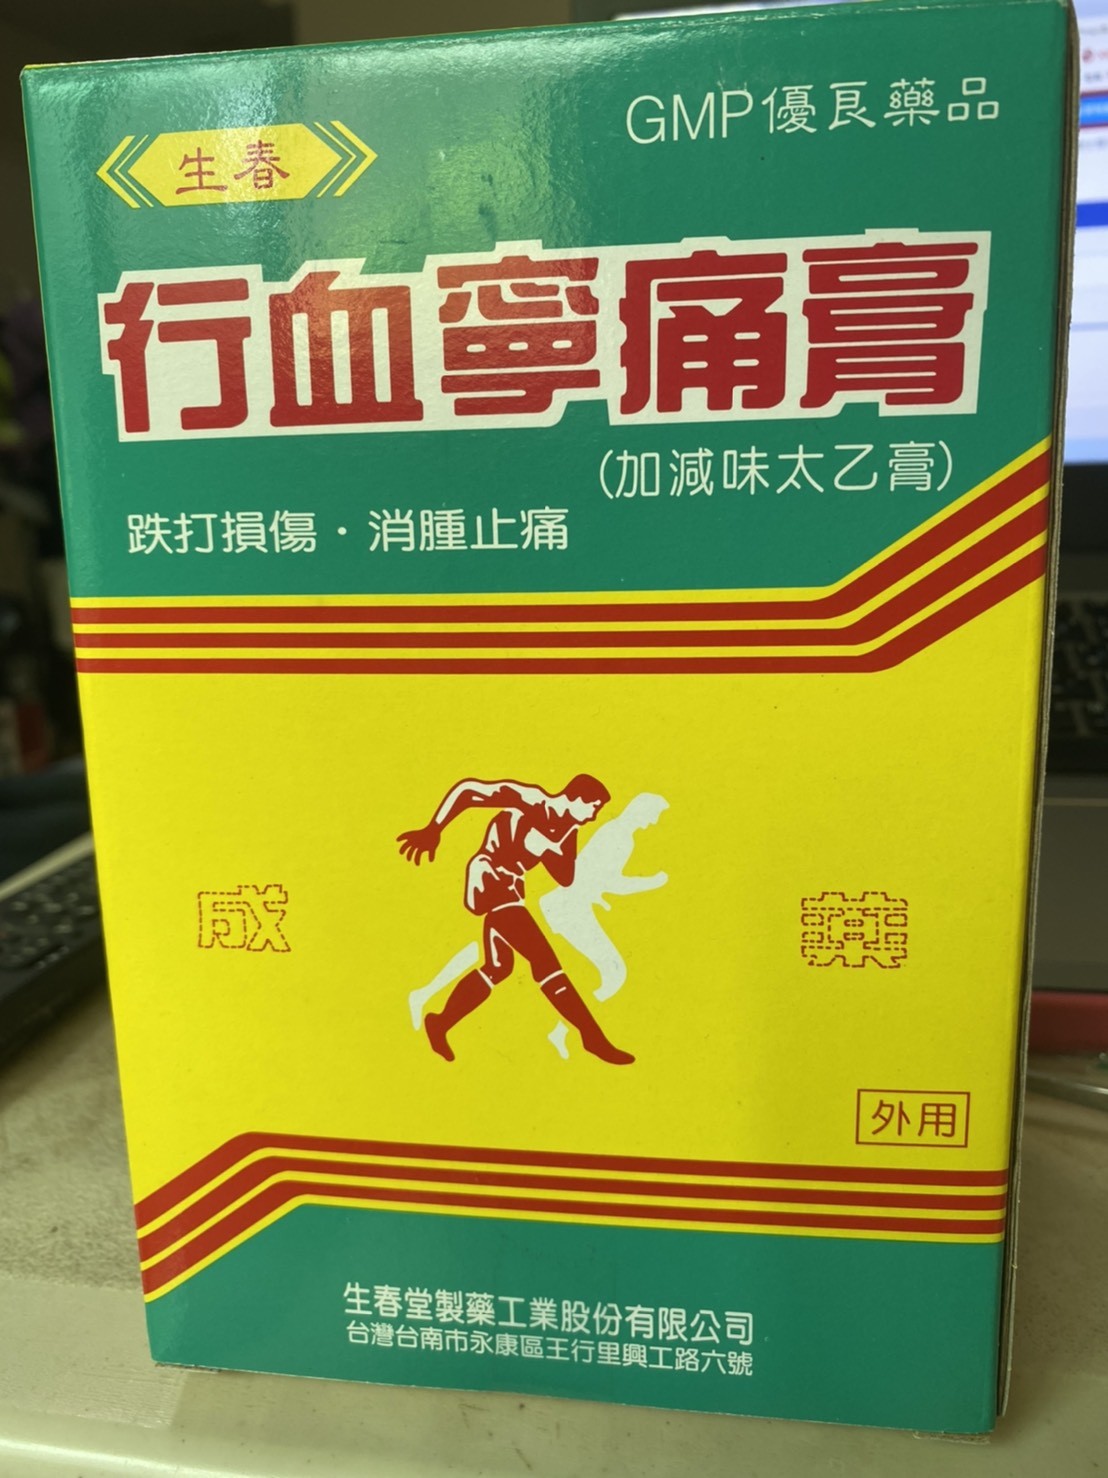 GMP優良藥品
生春
行血寧痛膏
(加減味太乙膏)
跌打損傷・消腫止痛
成藥
外用
生春堂製藥工業股份有限公司
台灣台南市永康區王行里興工路六號